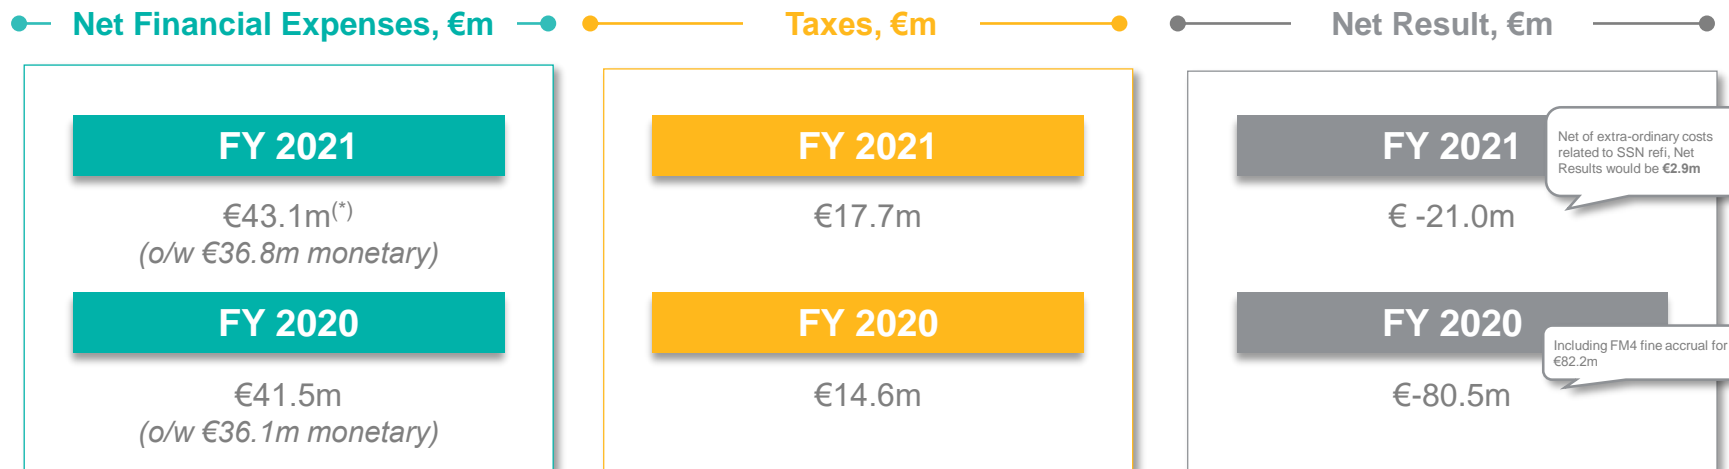 Net Financial Expenses, €m
FY 2021
€43.1m(*)
(o/w €36.8m monetary)
FY 2020
€41.5m
(o/w €36.1m monetary)
Taxes, €m
FY 2021
€17.7m
FY 2020
€14.6m
Net Result, €m
FY 2021
Net of extra-ordinary costs
related to SSN refi, Net
Results would be €2.9m
€ -21.0m
FY 2020
Including FM4 fine accrual for
€82.2m
€-80.5m